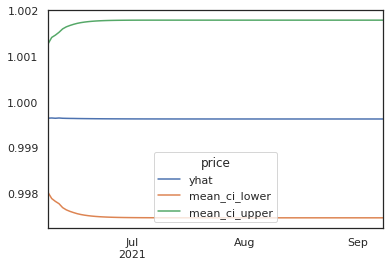 1.002
1.001
1.000
0.999
0.998
price
yhat
mean_ci_lower
mean_ci_upper
Jul
2021
Aug
Sep